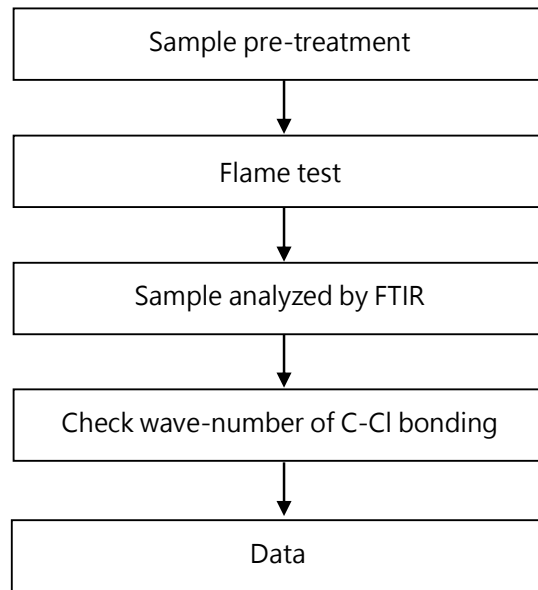 Sample pre-treatment
Flame test
Sample analyzed by FTIR
Check wave-number of C-Cl bonding
Data